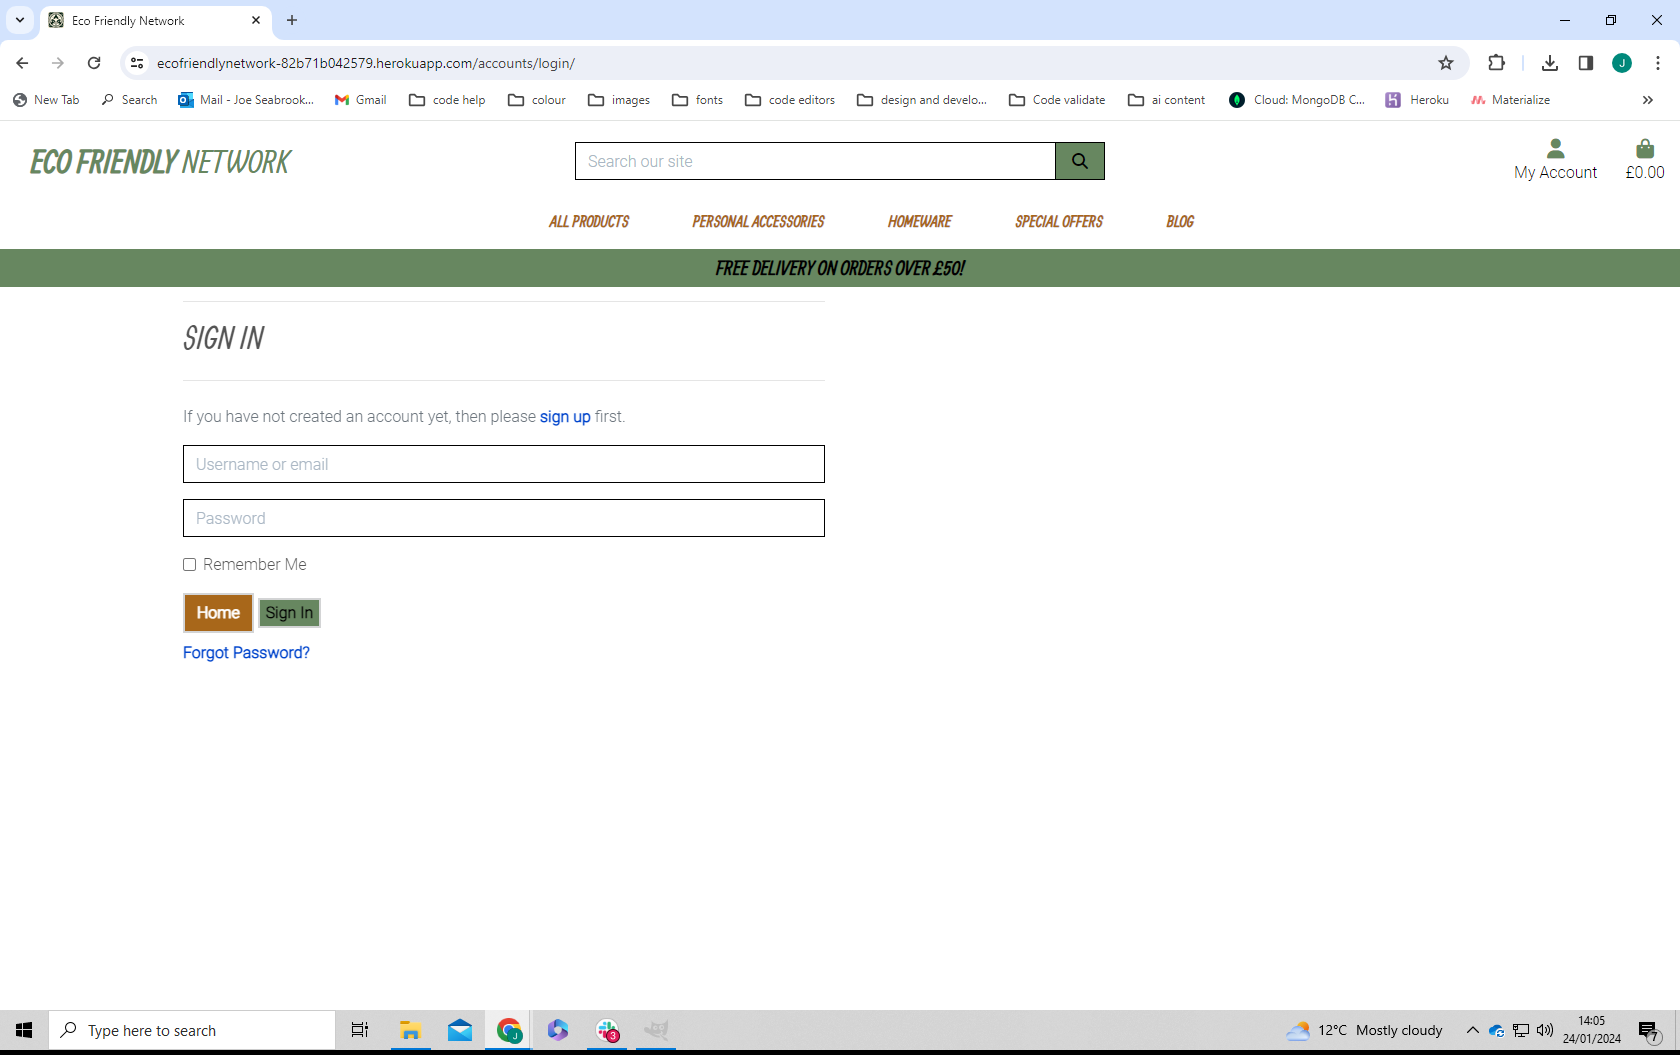 Eco Friendly Network
ecofriendlynetwork-82b71b042579.herokuapp.com/accounts/login/
J
New Tab Search Mail - Joe Seabrook... Gmail code help colour images fonts code editors design and develo... Code validate ai content Cloud: MongoDB C... Heroku Materialize
ECO FRIENDLY NETWORK
Search our site
My Account
£0.00
ALL PRODUCTS PERSONAL ACCESSORIES HOMEWARE SPECIAL OFFERS BLOG
FREE DELIVERY ON ORDERS OVER £50!
SIGN IN
If you have not created an account yet, then please sign up first.
Username or email
Password
Remember Me
Home Sign In
Forgot Password?
Type here to search
J
3
12°C Mostly cloudy
14:05
24/01/2024
7